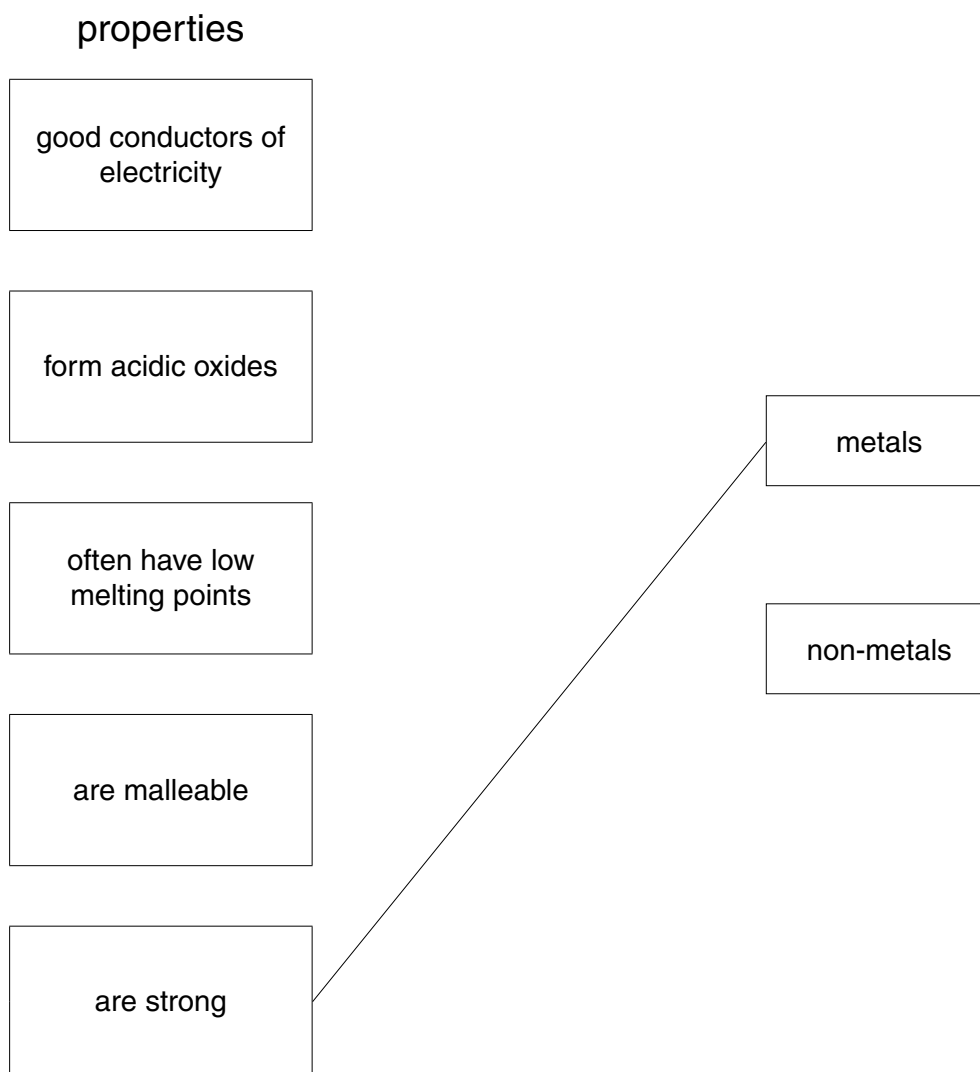 properties
good conductors of
electricity
form acidic oxides
metals
often have low
melting points
non-metals
are malleable
are strong